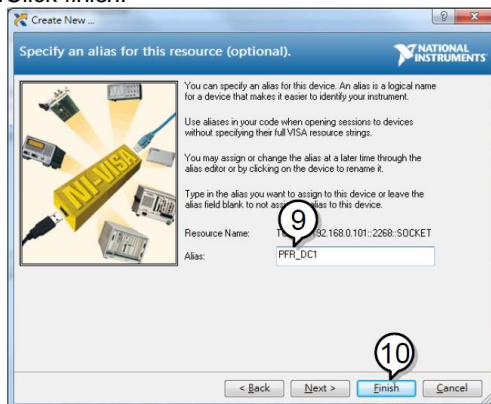 Click finish.
Create New ...
Specify an alias for this resource (optional).
NATIONAL
INSTRUMENTS
You can specify an alias for this device. An alias is a logical name
for a device that makes it easier to identify your instrument.
Use aliases in your code when opening sessions to devices
without specifying their full VISA resource strings.
You may assign or change the alias at a later time through the
alias editor or by clicking on the device to rename it.
Type in the alias you want to assign to this device or leave the
alias field blank to not alias to this device.
9
Resource Name: 192.168.0.101::2268::SOCKET
Alias: PFR_DC1
NI-VISA
10
< Back Next > Finish Cancel